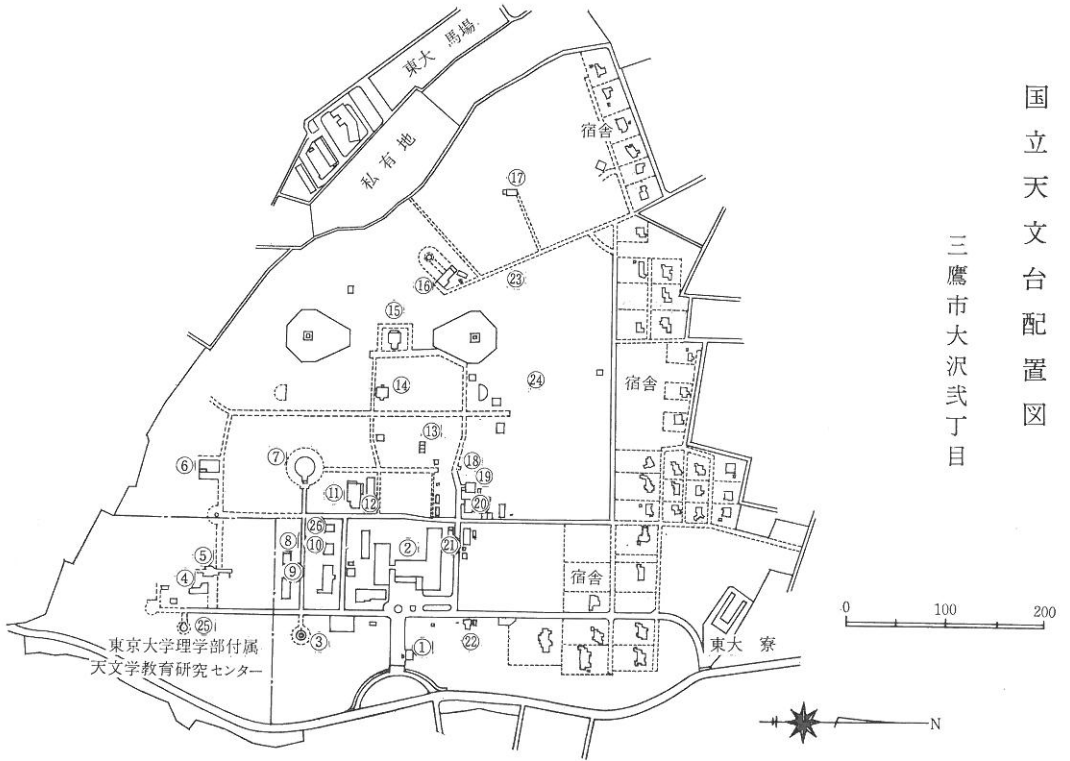 国立天文台配置図
三鷹市大沢弐丁目
東大 馬場
私有地
宿舎
⑰
⑯
㉓
⑮
⑭
㉔
宿舎
⑬
⑥
⑦
⑱
⑲
⑪
⑫
⑳
㉖
⑧
⑩
②
㉑
⑤
⑨
④
宿舎
㉕
③
①
㉒
東京大学理学部付属
天文学教育研究センター
東大 寮
0 100 200
N